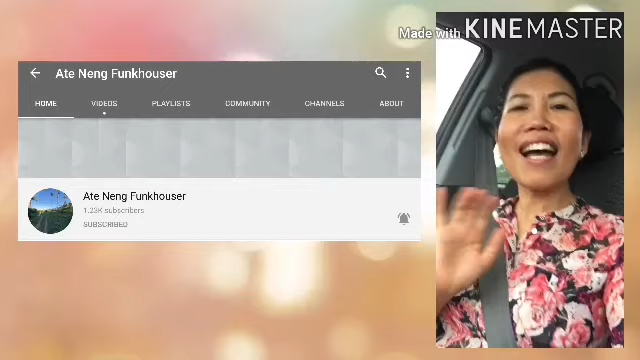 Made with KINEMASTER
Ate Neng Funkhouser
HOME VIDEOS PLAYLISTS COMMUNITY CHANNELS ABOUT
Ate Neng Funkhouser
1.23K subscribers
SUBSCRIBED